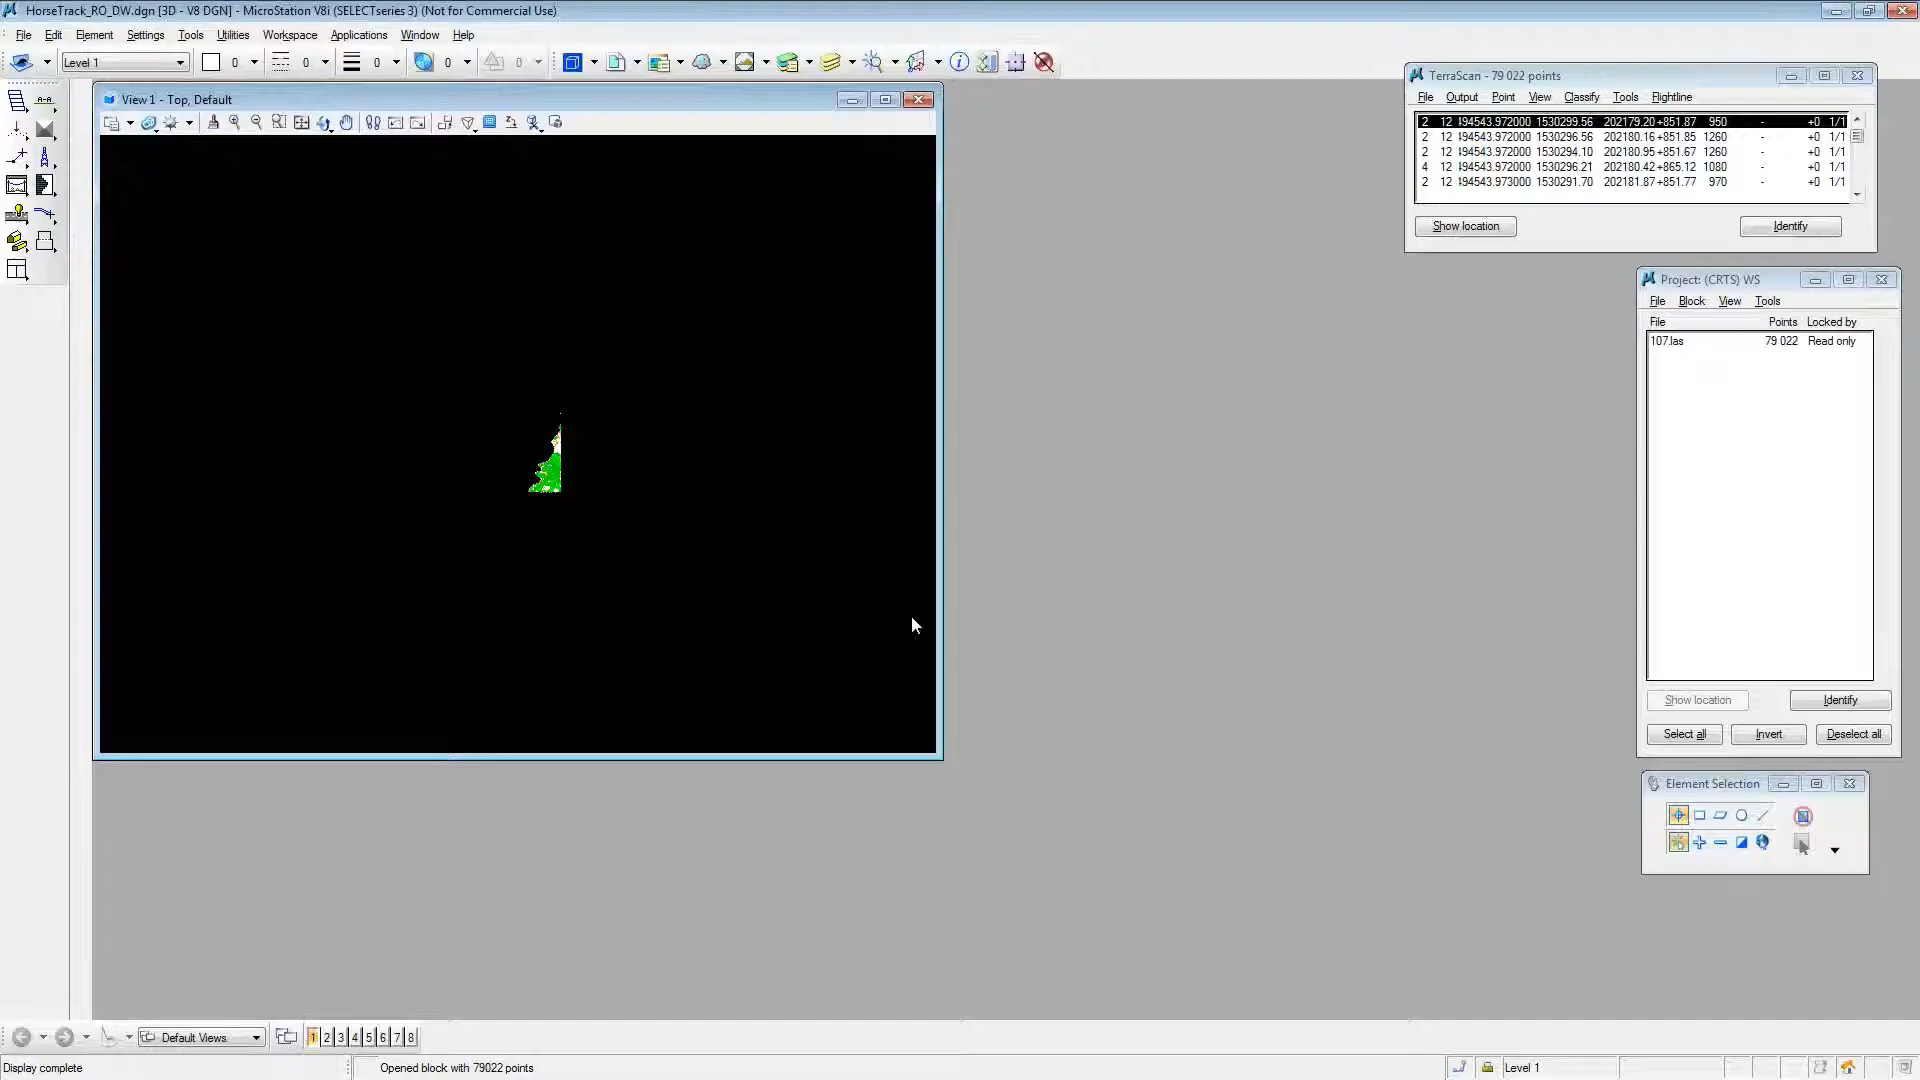 HorseTrack_RO_DW.dgn [3D - V8 DGN] - MicroStation V8i (SELECTseries 3) (Not for Commercial Use)
File Edit Element Settings Tools Utilities Workspace Applications Window Help
Level 1 0 0 0 0 0
View 1 - Top, Default
TerraScan - 79 022 points
File Output Point View Classify Tools Flightline
2 12 494543.972000 1530299.56 202179.20 +851.87 950 - +0 1/1
2 12 494543.972000 1530296.56 202180.16 +851.85 1260 - +0 1/1
2 12 494543.972000 1530294.10 202180.95 +851.67 1260 - +0 1/1
4 12 494543.972000 1530296.21 202180.42 +865.12 1080 - +0 1/1
2 12 494543.973000 1530291.70 202181.87 +851.77 970 - +0 1/1
Show location Identify
Project: (CRTS) WS
File Block View Tools
File Points Locked by
107.las 79 022 Read only
Show location Identify
Select all Invert Deselect all
Element Selection
Default Views 1 2 3 4 5 6 7 8
Display complete Opened block with 79022 points Level 1